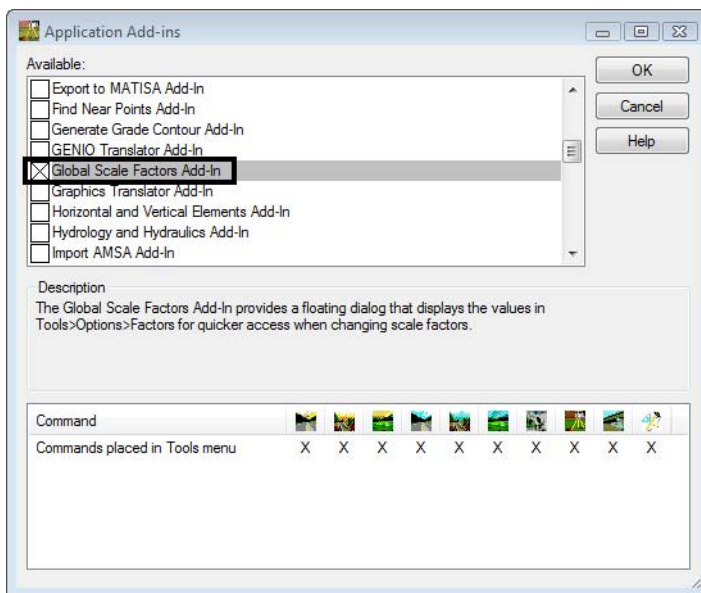 Application Add-ins
Available:
Export to MATISA Add-In
Find Near Points Add-In
Generate Grade Contour Add-In
GENIO Translator Add-In
Global Scale Factors Add-In
Graphics Translator Add-In
Horizontal and Vertical Elements Add-In
Hydrology and Hydraulics Add-In
Import AMSA Add-In
OK
Cancel
Help
Description
The Global Scale Factors Add-In provides a floating dialog that displays the values in
Tools>Options>Factors for quicker access when changing scale factors.
Command
Commands placed in Tools menu X X X X X X X X X X